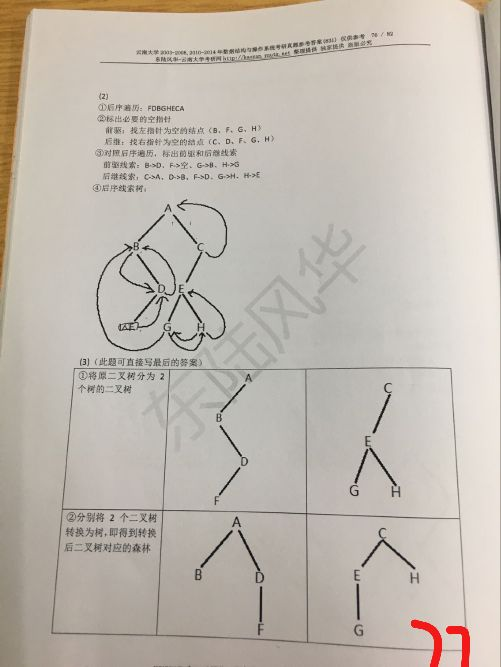 云南大学 2003-2008, 2010-2014 年数据结构与操作系统考研真题参考答案(831) 仅供参考 76 / 82
东陆风华-云南大学考研网 整理提供 独家提供 盗版必究
(2)
①后序遍历：FDBGHECA
②标出必要的空指针
前驱：找左指针为空的结点（B、F、G、H）
后继：找右指针为空的结点（C、D、F、G、H）
③对照后序遍历，标出前驱和后继线索
前驱线索：B->D、F->空、G->B、H->G
后继线索：C->A、D->B、F->D、G->H、H->E
④后序线索树：
A
B C
D E
F G H
东陆风华
(3)（此题可直接写最后的答案）
①将原二叉树分为 2
个树的二叉树
A
B
D
F
C
E
G H
②分别将 2 个二叉树
转换为树，即得到转换
后二叉树对应的森林
A
B D
F
C
E H
G
77